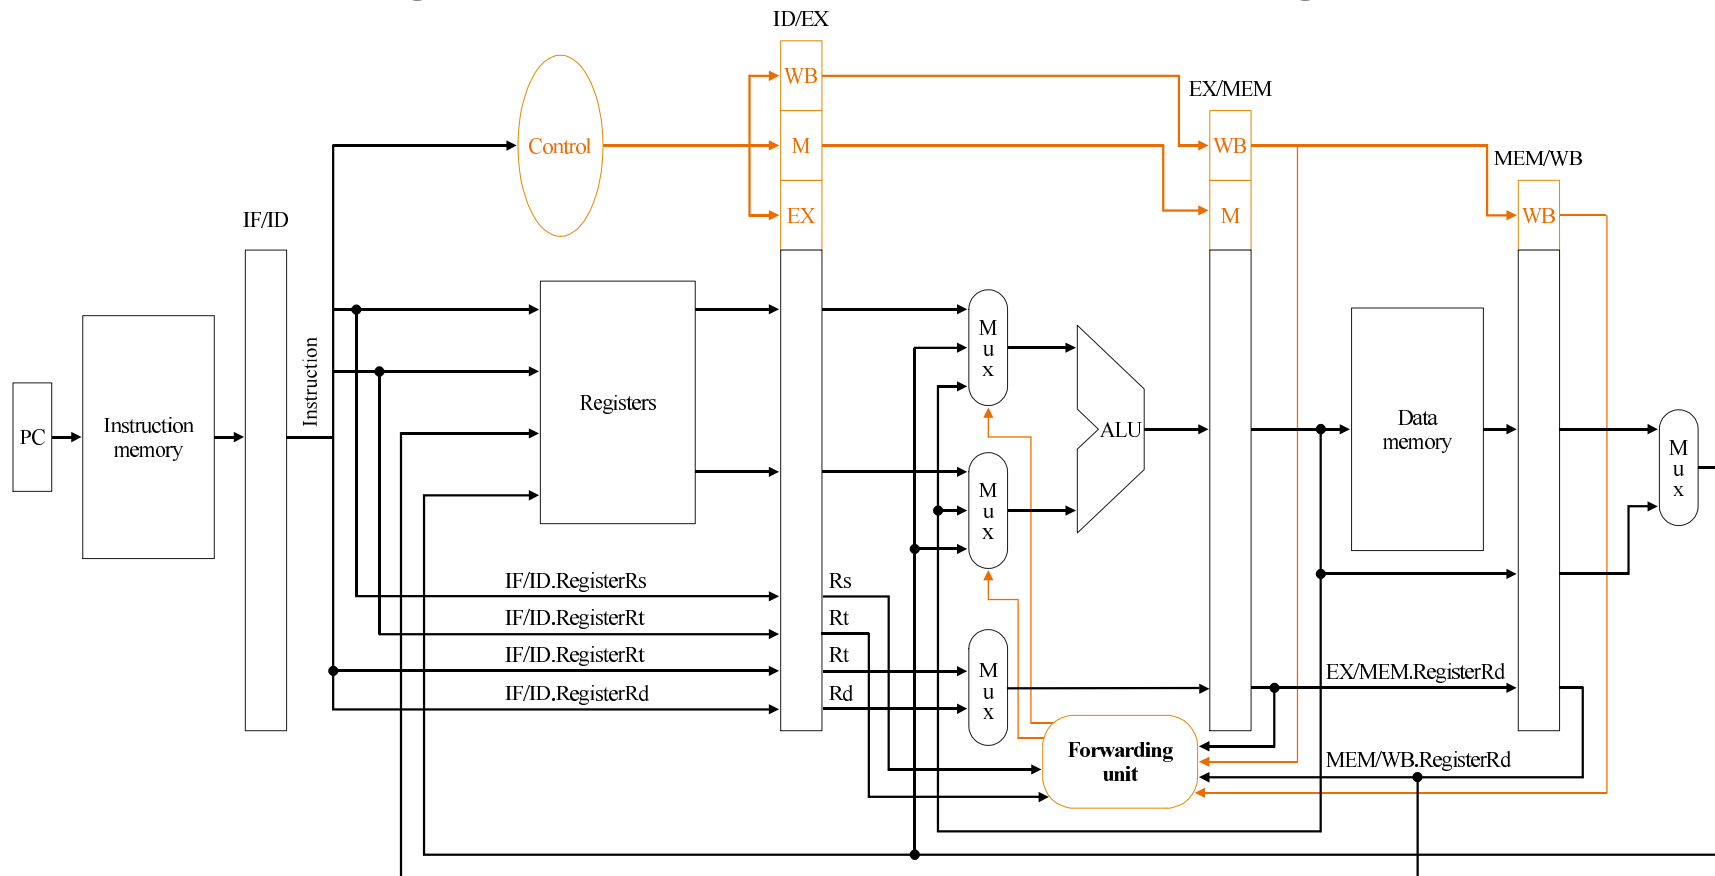 ID/EX
WB
EX/MEM
Control
M
WB
MEM/WB
EX
M
WB
IF/ID
Instruction
PC
Instruction
memory
Registers
M
u
x
M
u
x
ALU
Data
memory
M
u
x
IF/ID.RegisterRs
Rs
IF/ID.RegisterRt
Rt
IF/ID.RegisterRt
Rt
IF/ID.RegisterRd
Rd
M
u
x
EX/MEM.RegisterRd
Forwarding
unit
MEM/WB.RegisterRd